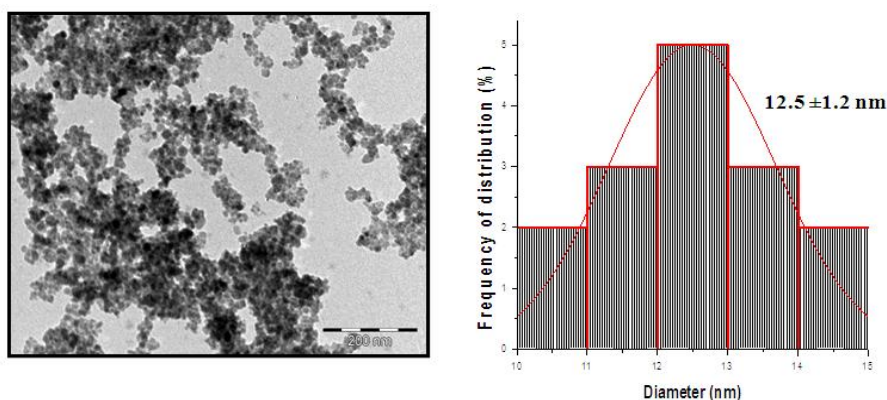 200 nm
Frequency of distribution (%)
5
4
3
2
1
0
12.5 ±1.2 nm
10 11 12 13 14 15
Diameter (nm)